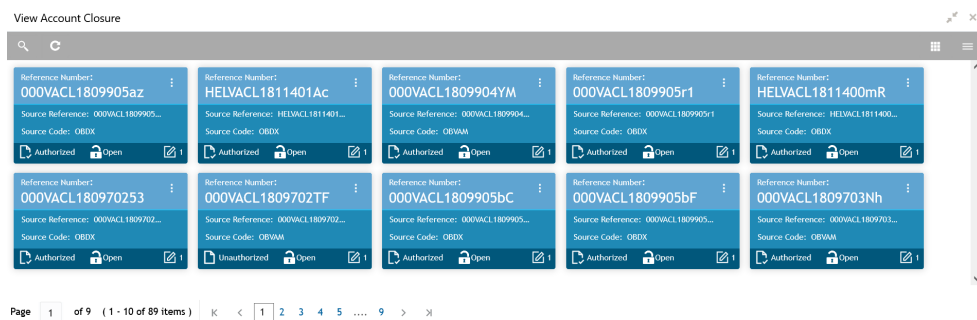 View Account Closure
Reference Number:
000VACL1809905az
Source Reference: 000VACL1809905...
Source Code: OBDX
Authorized Open 1
Reference Number:
HELVACL1811401Ac
Source Reference: HELVACL1811401...
Source Code: OBDX
Authorized Open 1
Reference Number:
000VACL1809904YM
Source Reference: 000VACL1809904...
Source Code: OBVAM
Authorized Open 1
Reference Number:
000VACL1809905r1
Source Reference: 000VACL1809905r1
Source Code: OBDX
Authorized Open 1
Reference Number:
HELVACL1811400mR
Source Reference: HELVACL1811400...
Source Code: OBDX
Authorized Open 1
Reference Number:
000VACL180970253
Source Reference: 000VACL1809702...
Source Code: OBDX
Authorized Open 1
Reference Number:
000VACL1809702TF
Source Reference: 000VACL1809702...
Source Code: OBVAM
Unauthorized Open 1
Reference Number:
000VACL1809905bC
Source Reference: 000VACL1809905...
Source Code: OBDX
Authorized Open 1
Reference Number:
000VACL1809905bF
Source Reference: 000VACL1809905...
Source Code: OBDX
Authorized Open 1
Reference Number:
000VACL1809703Nh
Source Reference: 000VACL1809703...
Source Code: OBVAM
Authorized Open 1
Page 1 of 9 ( 1 - 10 of 89 items ) 1 2 3 4 5 .... 9